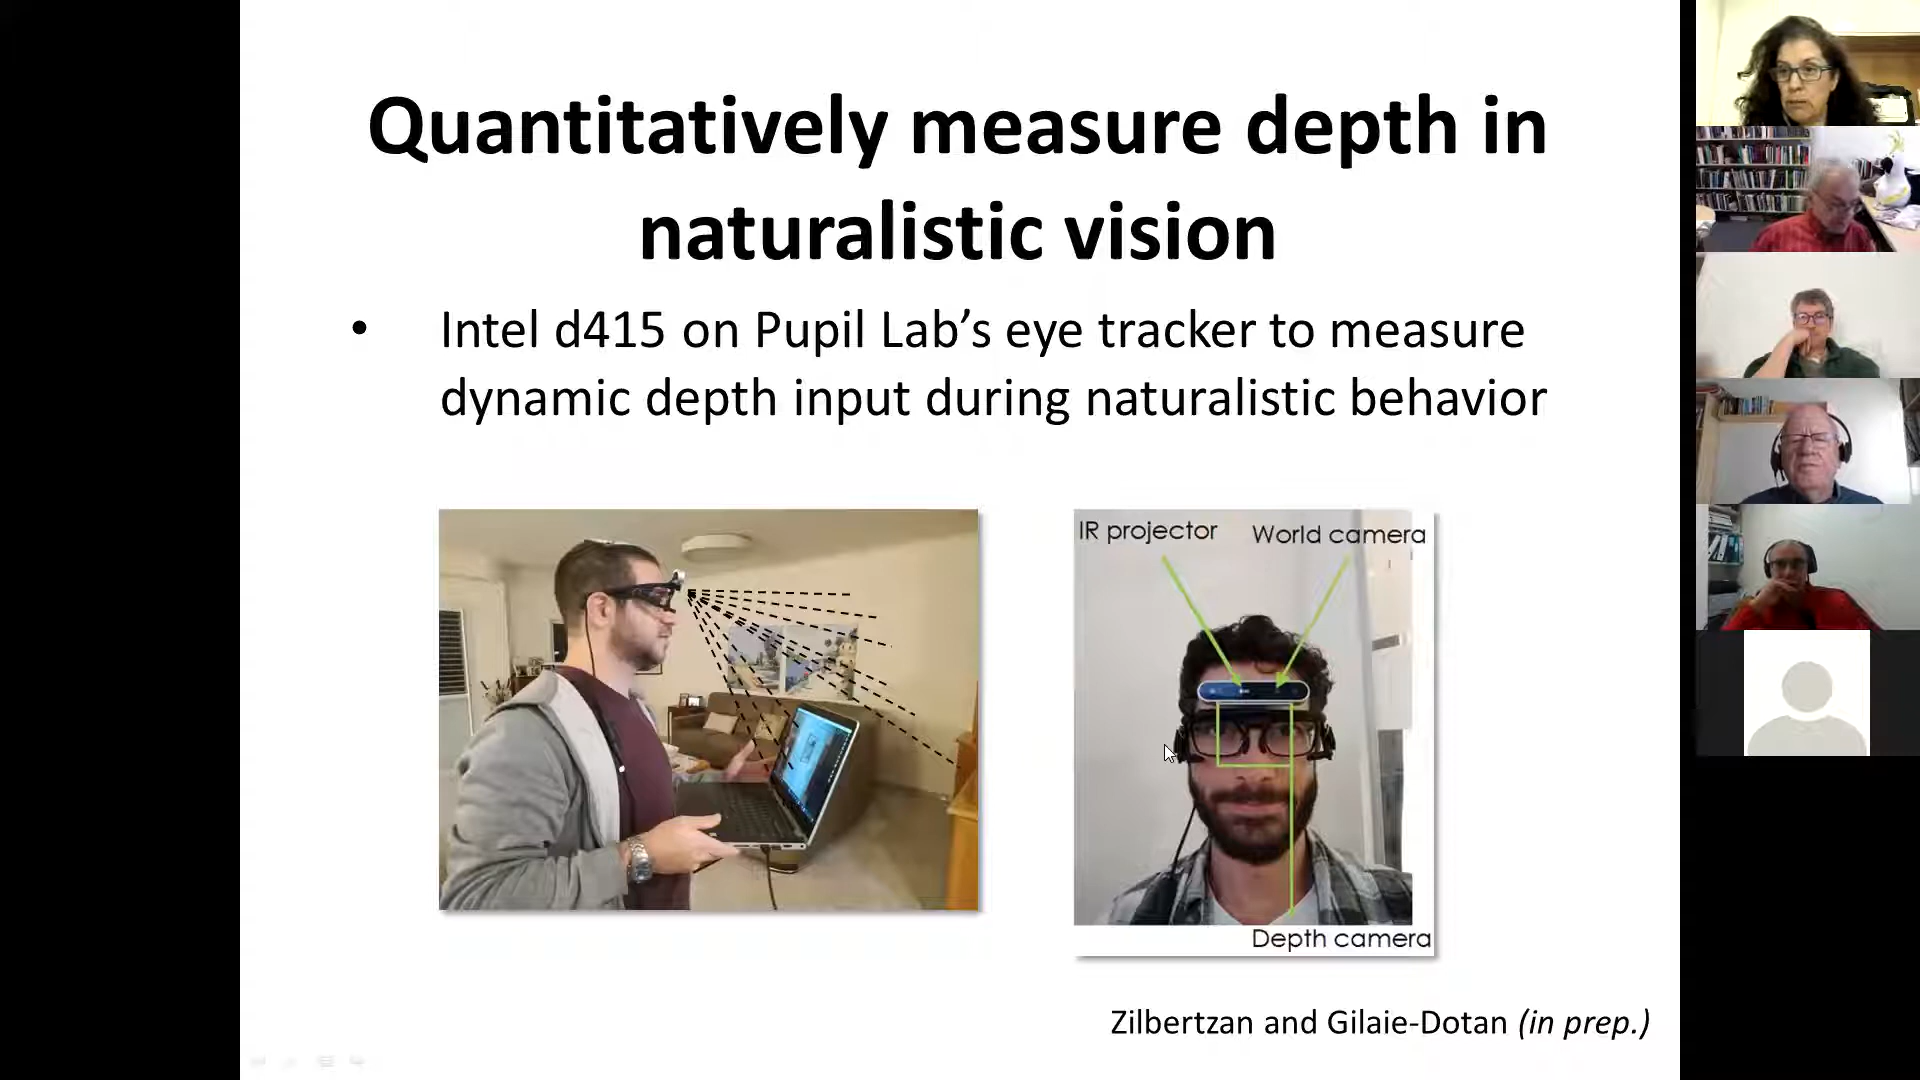 Quantitatively measure depth in
naturalistic vision
• Intel d415 on Pupil Lab’s eye tracker to measure
dynamic depth input during naturalistic behavior
IR projector World camera
Depth camera
Zilbertzan and Gilaie-Dotan (in prep.)